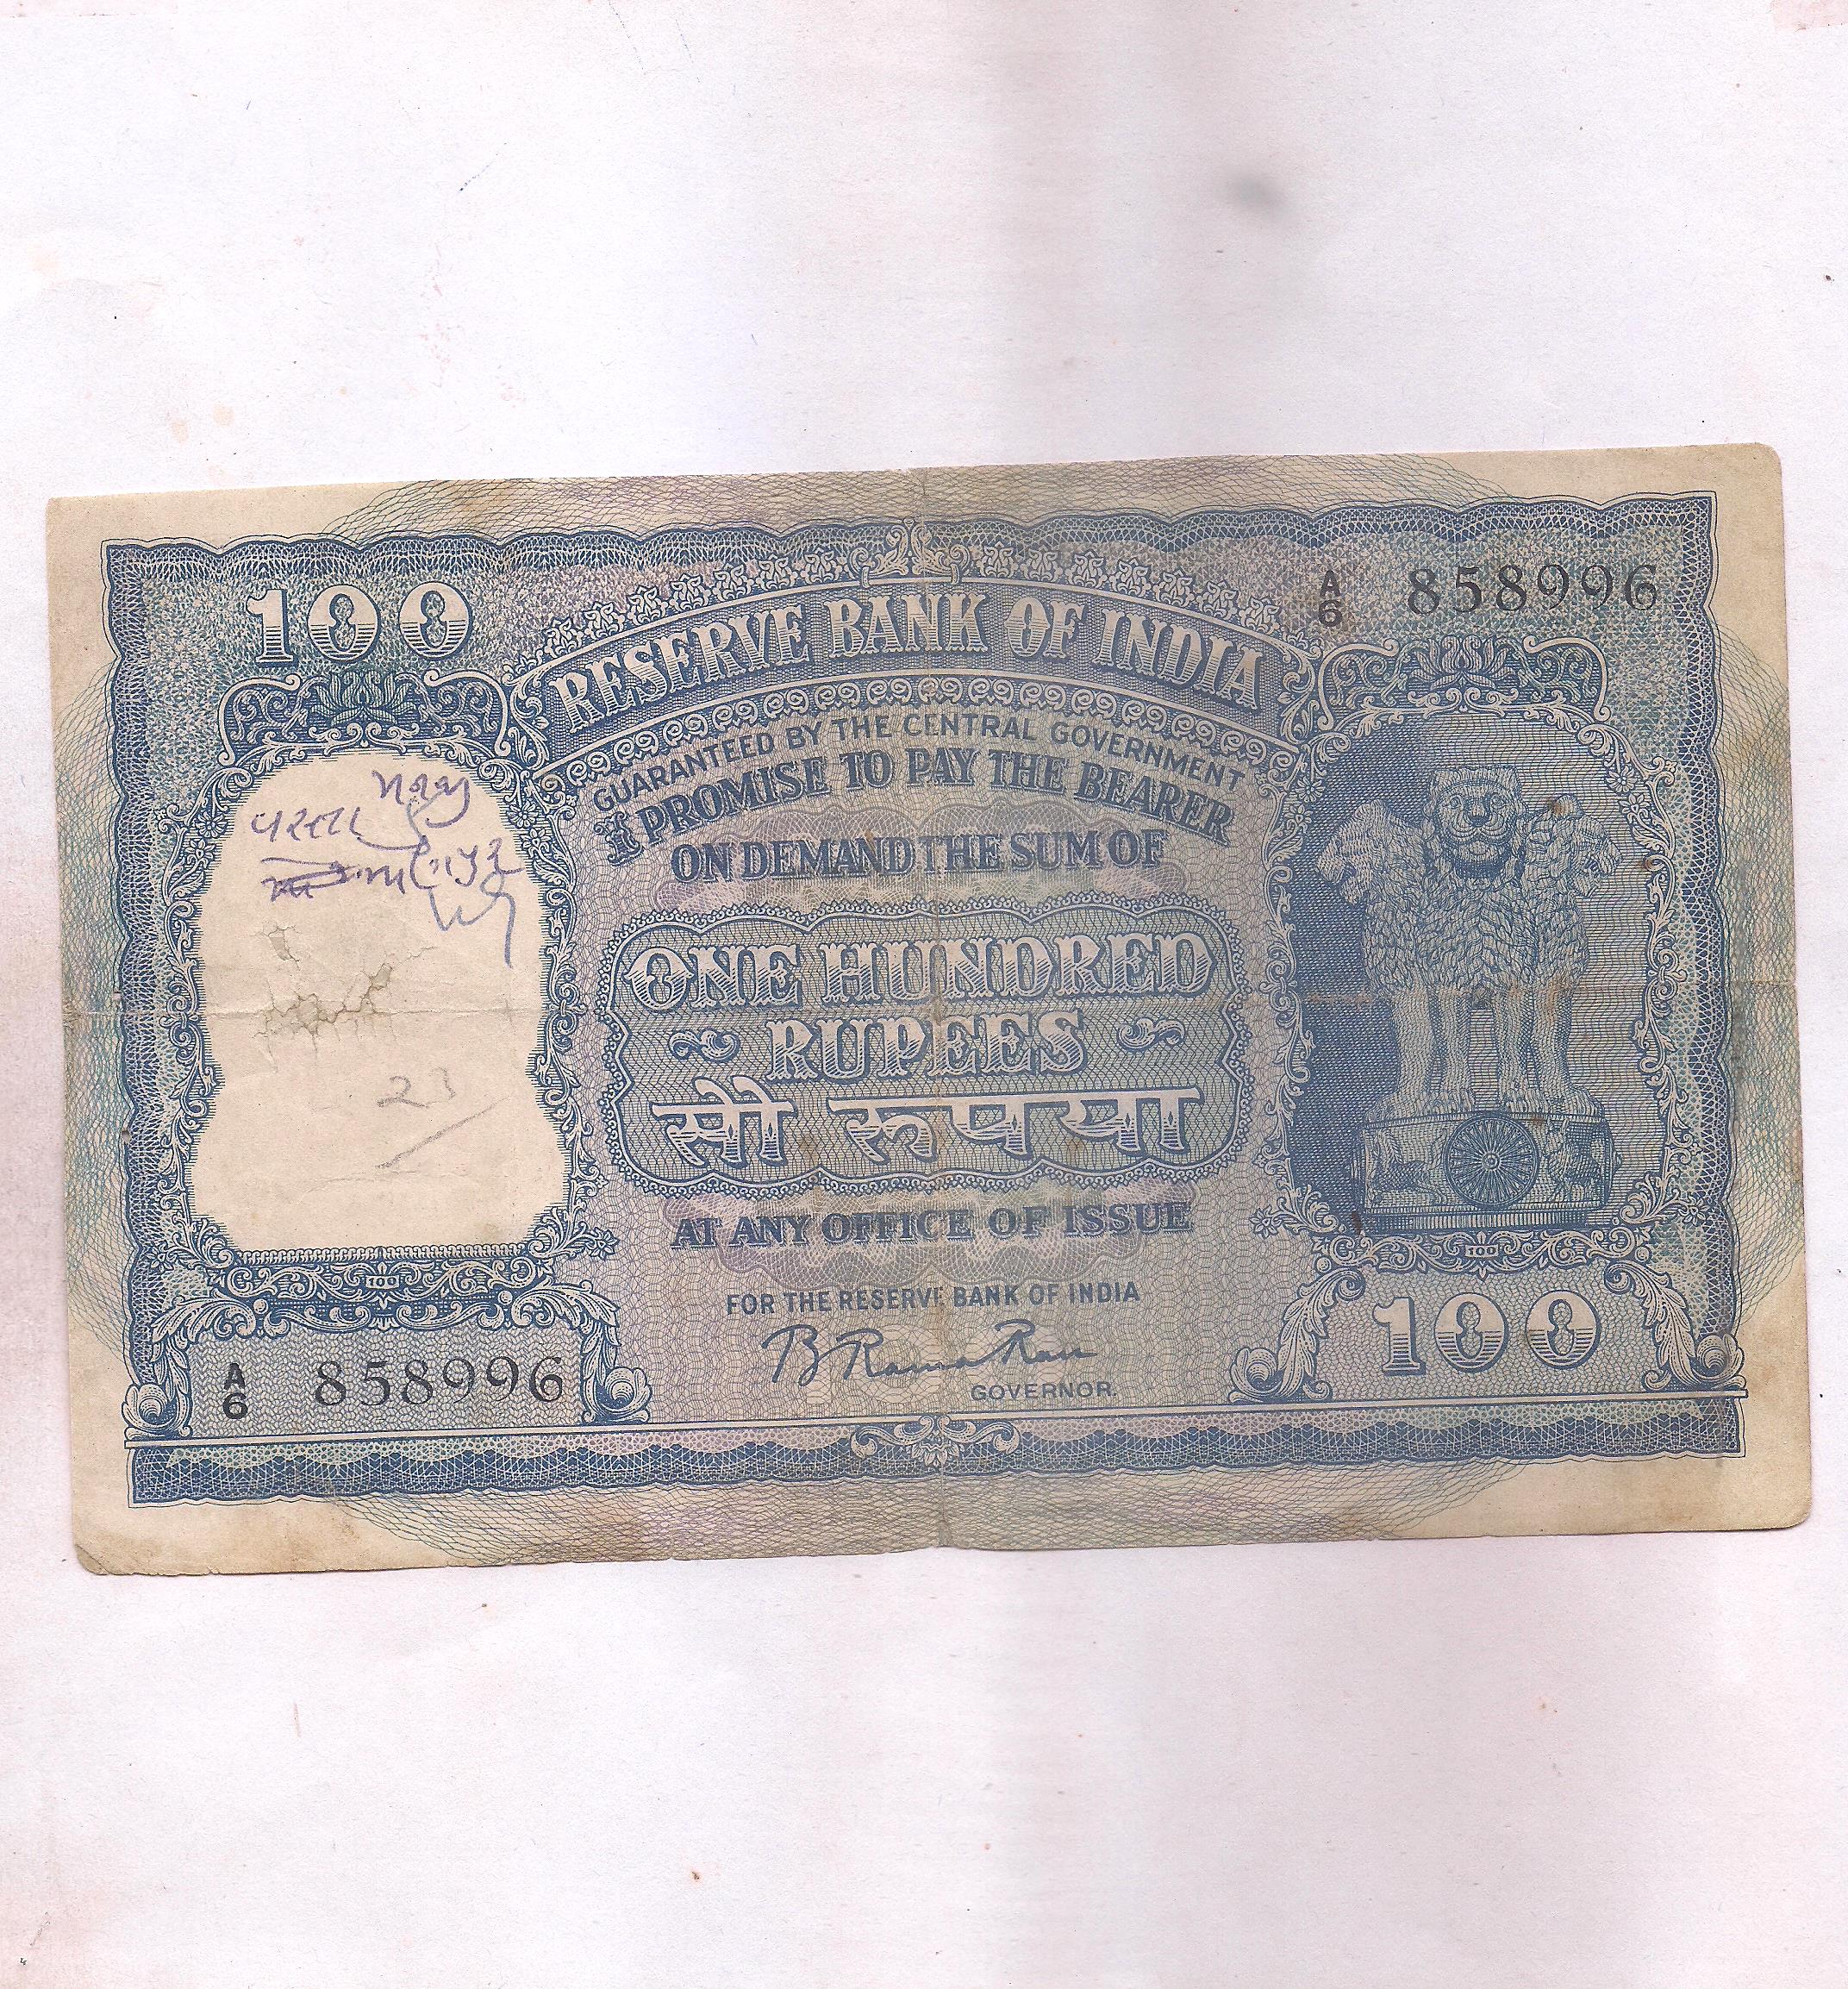 100
A
6 858996
RESERVE BANK OF INDIA
GUARANTEED BY THE CENTRAL GOVERNMENT
I PROMISE TO PAY THE BEARER
ON DEMAND THE SUM OF
ONE HUNDRED
RUPEES
सौ रूपया
AT ANY OFFICE OF ISSUE
FOR THE RESERVE BANK OF INDIA
B Rama Rau
GOVERNOR.
23
100
100
A
6 858996
100